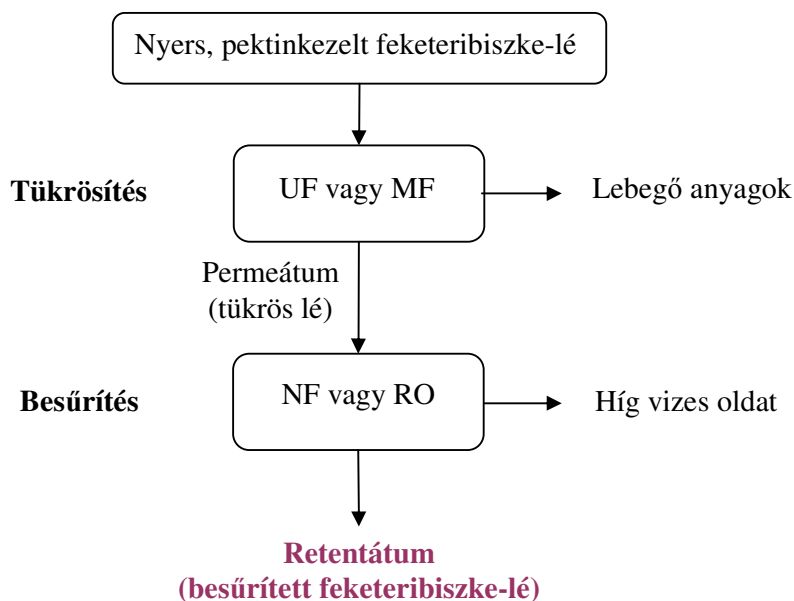 Nyers, pektinkezelt feketeribiszke-lé
Tükrösítés
UF vagy MF
Lebegő anyagok
Permeátum
(tükrös lé)
Besűrítés
NF vagy RO
Híg vizes oldat
Retentátum
(besűrített feketeribiszke-lé)